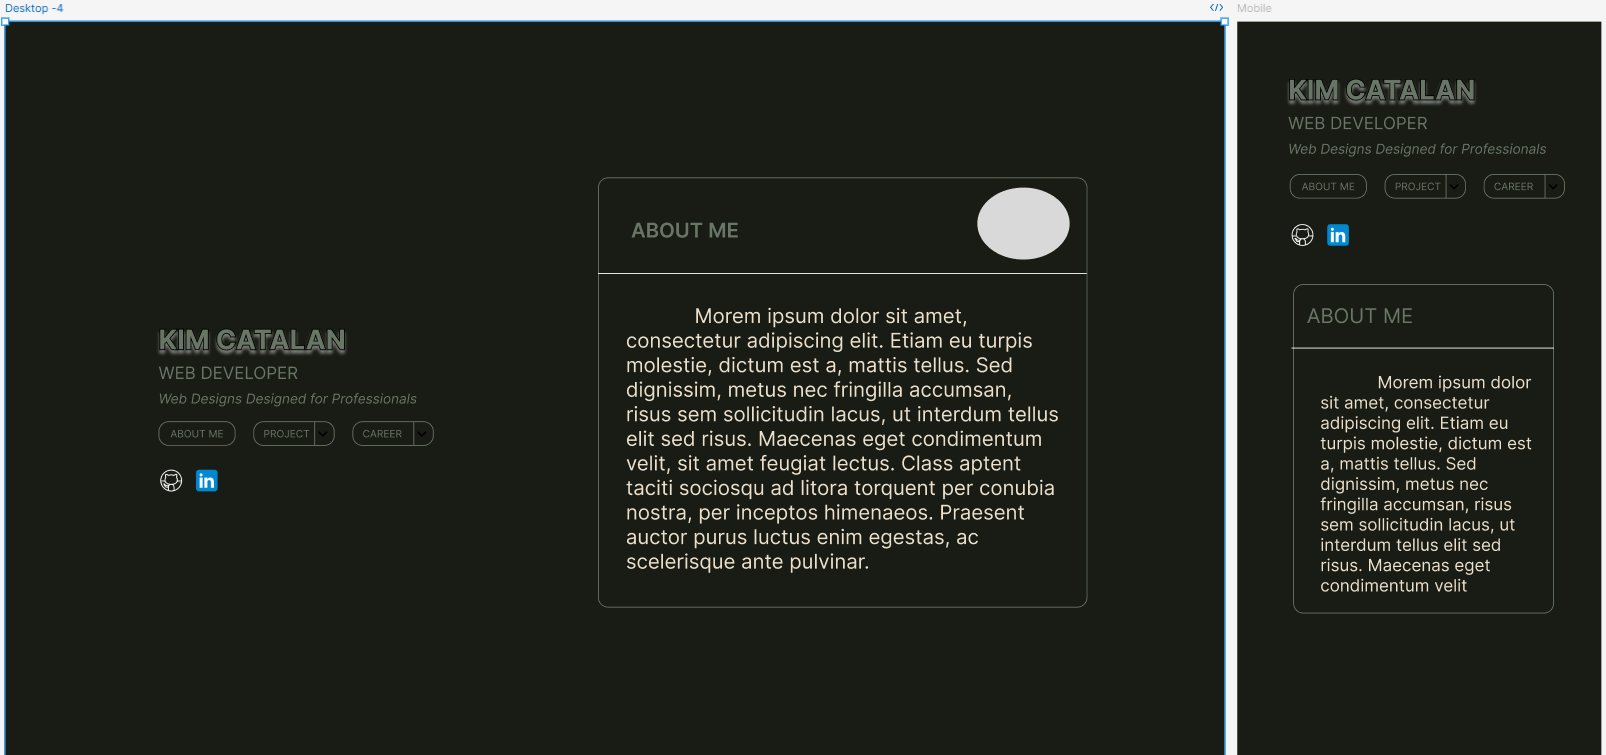 Desktop -4
</>
Mobile
KIM CATALAN
WEB DEVELOPER
Web Designs Designed for Professionals
ABOUT ME
PROJECT
CAREER
in
ABOUT ME
Morem ipsum dolor sit amet,
consectetur adipiscing elit. Etiam eu turpis
molestie, dictum est a, mattis tellus. Sed
dignissim, metus nec fringilla accumsan,
risus sem sollicitudin lacus, ut interdum tellus
elit sed risus. Maecenas eget condimentum
velit, sit amet feugiat lectus. Class aptent
taciti sociosqu ad litora torquent per conubia
nostra, per inceptos himenaeos. Praesent
auctor purus luctus enim egestas, ac
scelerisque ante pulvinar.
KIM CATALAN
WEB DEVELOPER
Web Designs Designed for Professionals
ABOUT ME
PROJECT
CAREER
in
ABOUT ME
Morem ipsum dolor
sit amet, consectetur
adipiscing elit. Etiam eu
turpis molestie, dictum est
a, mattis tellus. Sed
dignissim, metus nec
fringilla accumsan, risus
sem sollicitudin lacus, ut
interdum tellus elit sed
risus. Maecenas eget
condimentum velit